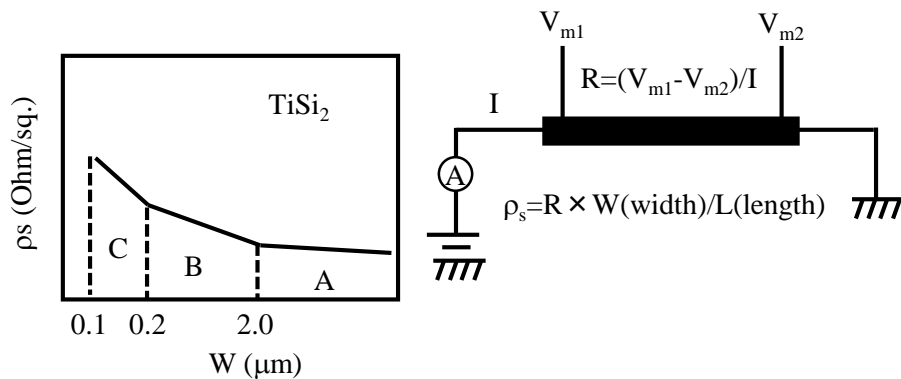 ρs (Ohm/sq.)
TiSi₂
C
B
A
0.1 0.2 2.0
W (μm)
Vm1
Vm2
R=(Vm1-Vm2)/I
I
A
ρs=R×W(width)/L(length)